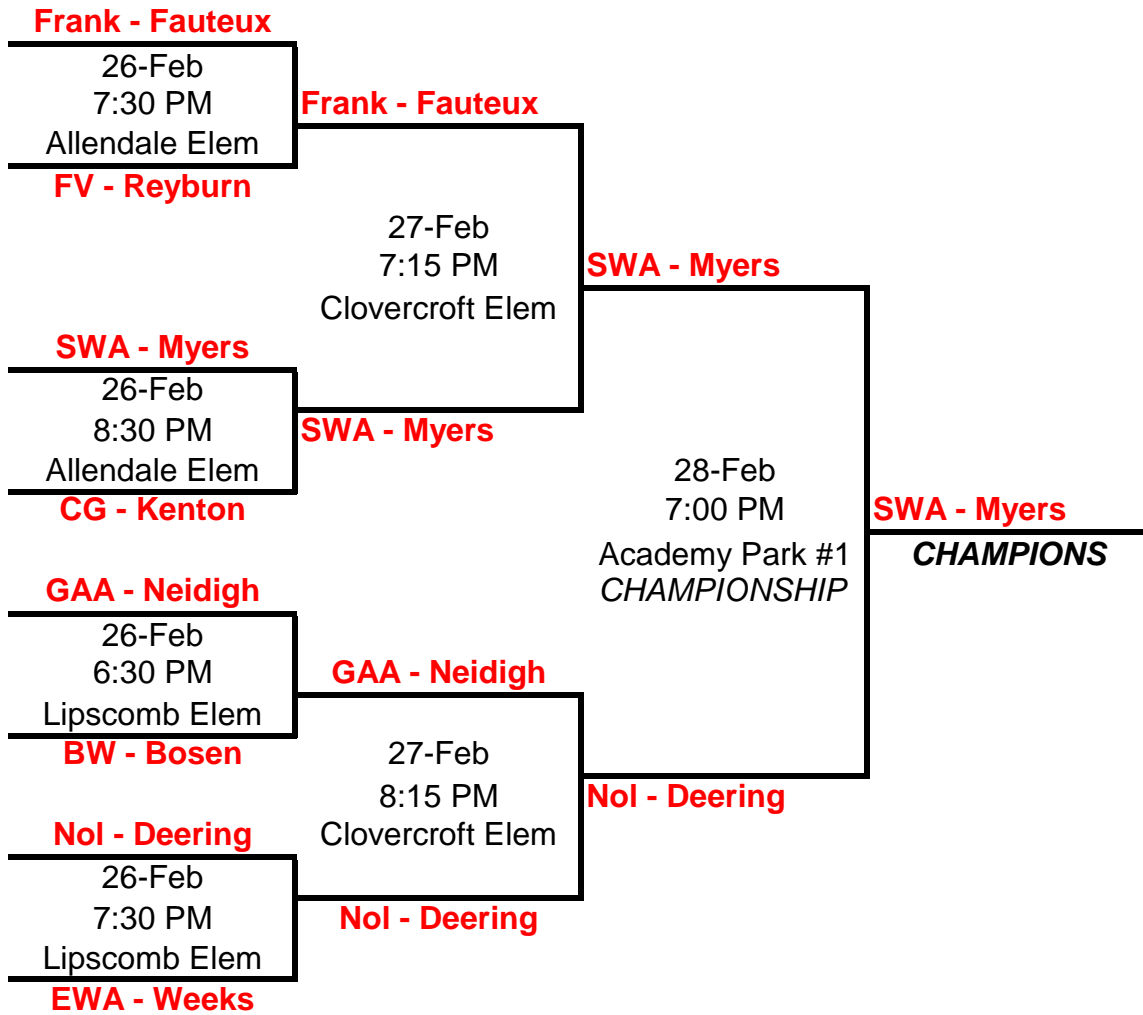 Frank - Fauteux
26-Feb
7:30 PM
Allendale Elem
FV - Reyburn
Frank - Fauteux
27-Feb
7:15 PM
Clovercroft Elem
SWA - Myers
26-Feb
8:30 PM
Allendale Elem
CG - Kenton
SWA - Myers
SWA - Myers
28-Feb
7:00 PM
Academy Park #1
CHAMPIONSHIP
SWA - Myers
CHAMPIONS
GAA - Neidigh
26-Feb
6:30 PM
Lipscomb Elem
BW - Bosen
GAA - Neidigh
27-Feb
8:15 PM
Clovercroft Elem
Nol - Deering
Nol - Deering
26-Feb
7:30 PM
Lipscomb Elem
EWA - Weeks
Nol - Deering